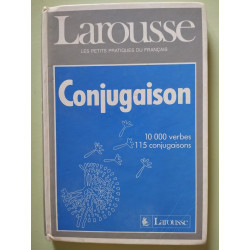 Larousse
LES PETITS PRATIQUES DU FRANÇAIS
Conjugaison
10 000 verbes
115 conjugaisons
Larousse